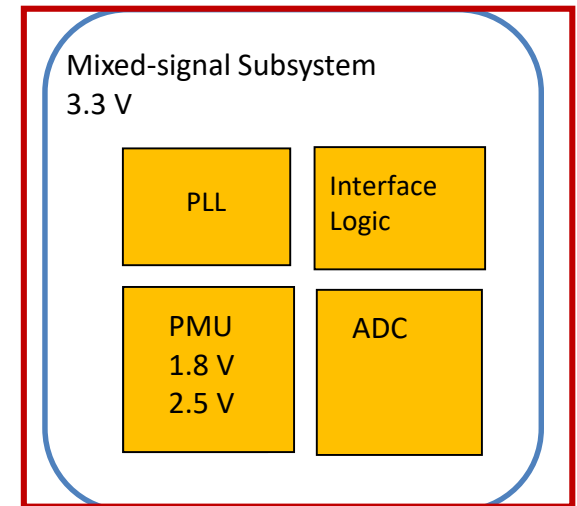 Mixed-signal Subsystem
3.3 V
PLL
Interface
Logic
PMU
1.8 V
2.5 V
ADC